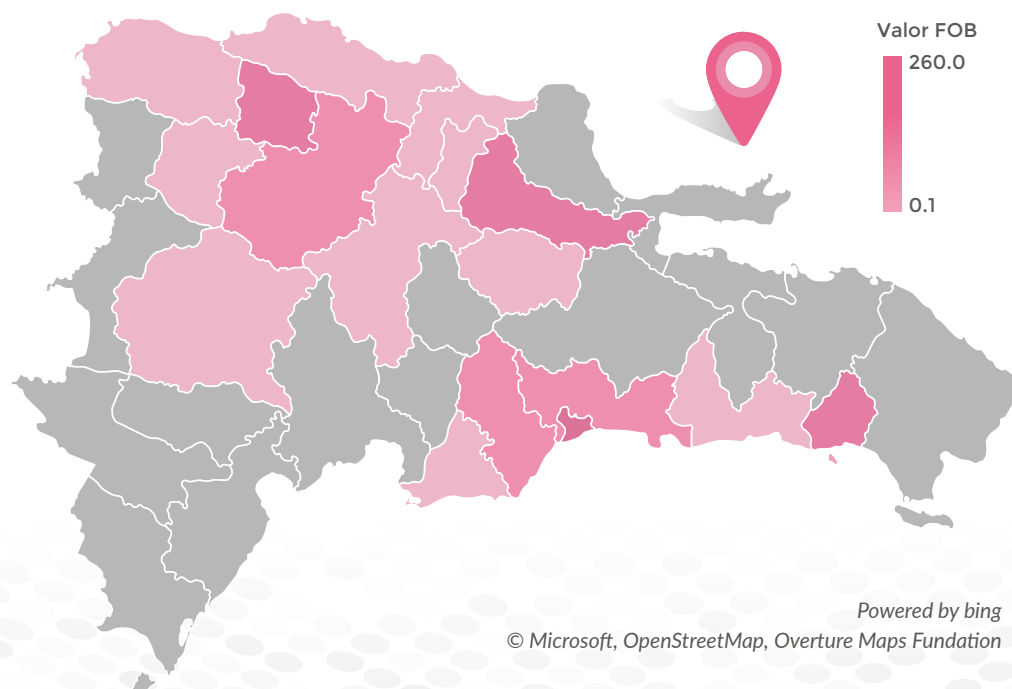 Valor FOB
260.0
0.1
Powered by bing
© Microsoft, OpenStreetMap, Overture Maps Fundation